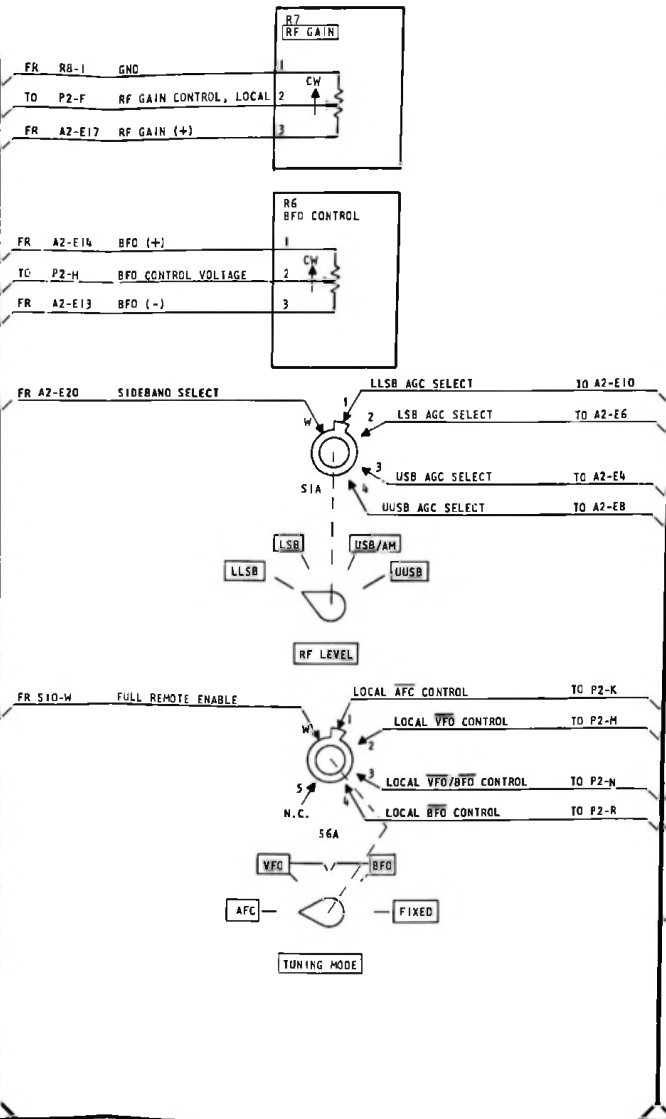 R7
RF GAIN
FR R8-1 GND 1
CW
TO P2-F RF GAIN CONTROL, LOCAL 2
FR A2-E17 RF GAIN (+) 3
R6
BFO CONTROL
FR A2-E14 BFO (+) 1
CW
TO P2-H BFO CONTROL VOLTAGE 2
FR A2-E13 BFO (-) 3
LLSB AGC SELECT TO A2-E10
FR A2-E20 SIDEBAND SELECT
W 1
2 LSB AGC SELECT TO A2-E6
3 USB AGC SELECT TO A2-E4
S1A 4
UUSB AGC SELECT TO A2-E8
LSB USB/AM
LLSB UUSB
RF LEVEL
LOCAL A̅F̅C̅ CONTROL TO P2-K
FR S10-W FULL REMOTE ENABLE
W 1
LOCAL V̅F̅O̅ CONTROL TO P2-M
2
3 LOCAL V̅F̅O̅/B̅F̅O̅ CONTROL TO P2-N
5
N.C. 4 LOCAL B̅F̅O̅ CONTROL TO P2-R
S6A
VFO BFO
AFC FIXED
TUNING MODE